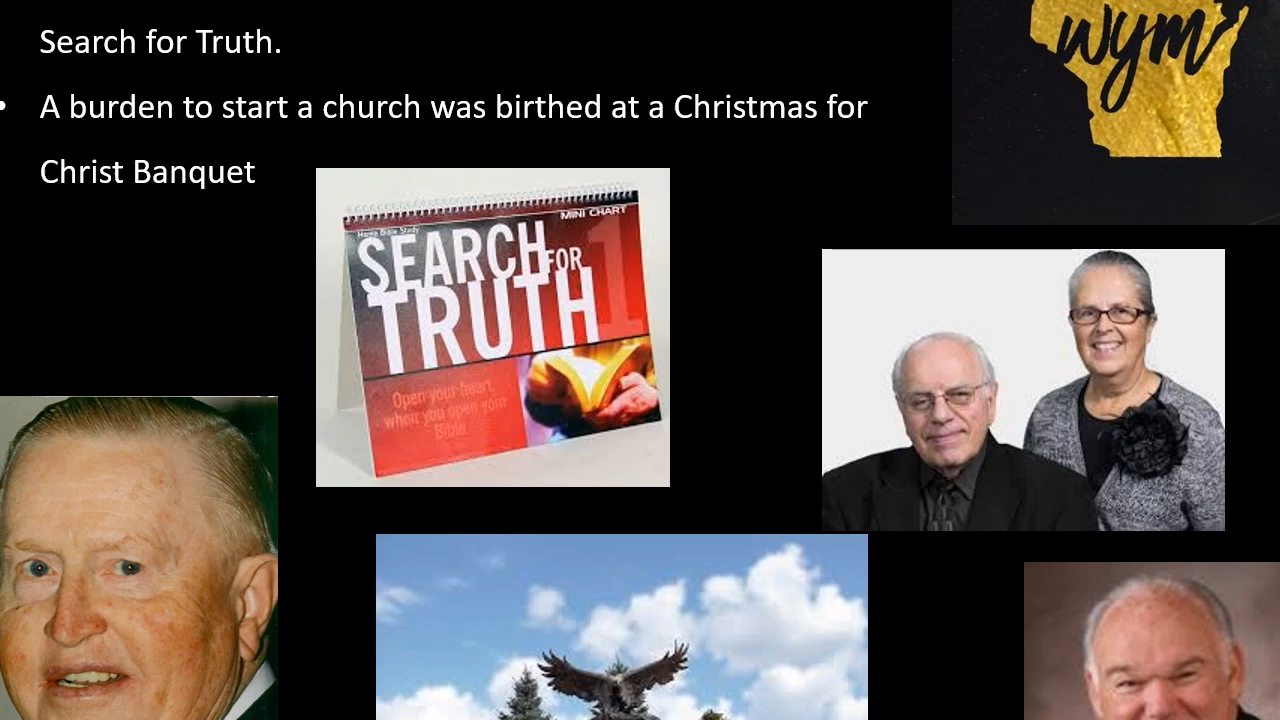 Search for Truth.
• A burden to start a church was birthed at a Christmas for
Christ Banquet
wym
MINI CHART
Home Bible Study
SEARCH FOR
TRUTH
1
Open your heart,
when you open your
Bible